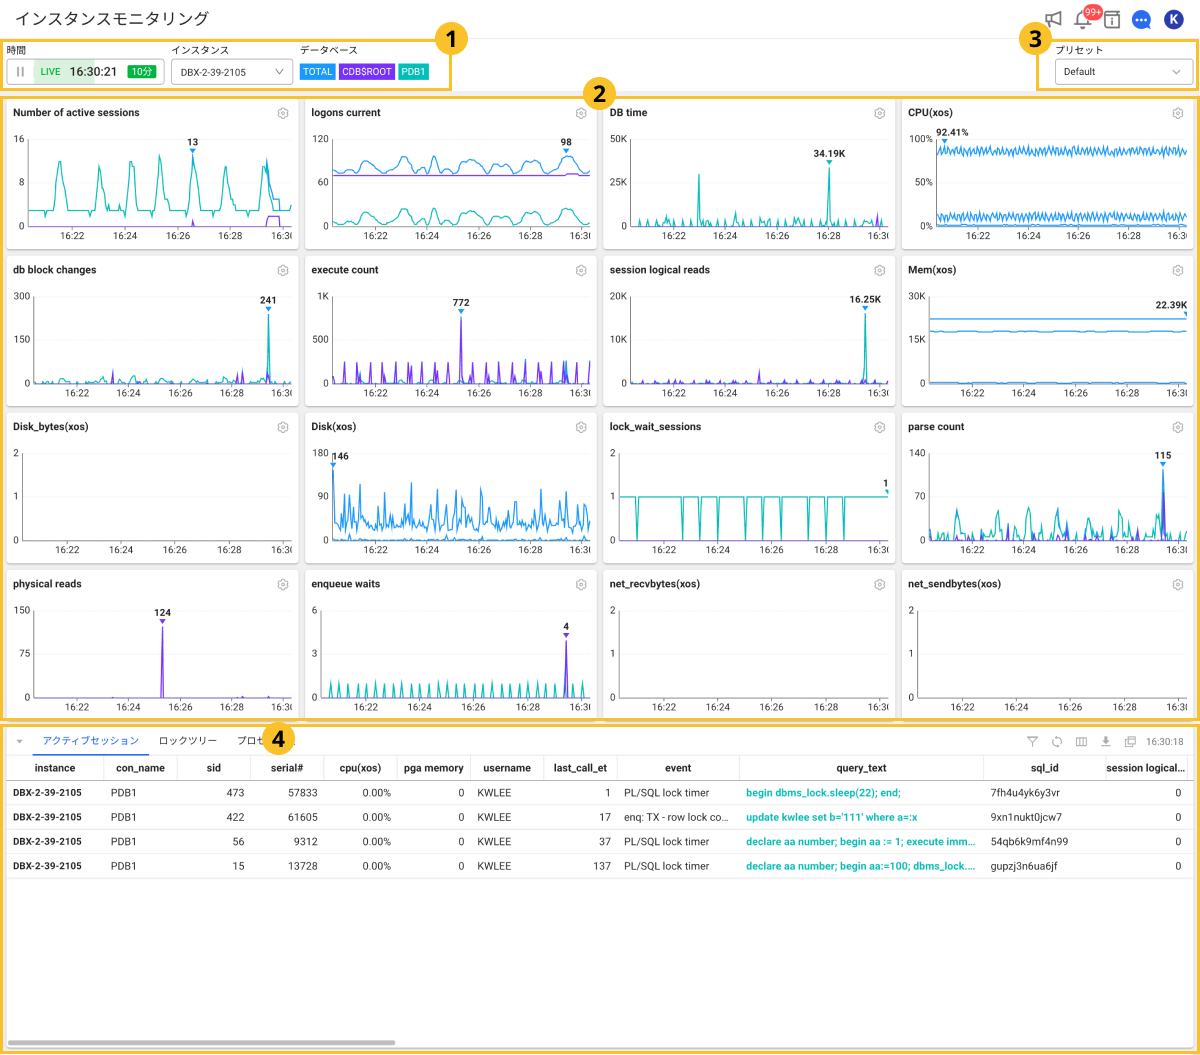 インスタンスモニタリング
99+
K
1
3
時間
インスタンス
データベース
プリセット
LIVE 16:30:21 10分
DBX-2-39-2105
TOTAL CDB$ROOT PDB1
Default
2
Number of active sessions
16
8
0
13
16:22 16:24 16:26 16:28 16:30
logons current
120
60
0
98
16:22 16:24 16:26 16:28 16:30
DB time
50K
25K
0
34.19K
16:22 16:24 16:26 16:28 16:30
CPU(xos)
100%
50%
0%
92.41%
16:22 16:24 16:26 16:28 16:30
db block changes
300
150
0
241
16:22 16:24 16:26 16:28 16:30
execute count
1K
500
0
772
16:22 16:24 16:26 16:28 16:30
session logical reads
20K
10K
0
16.25K
16:22 16:24 16:26 16:28 16:30
Mem(xos)
30K
15K
0
22.39K
16:22 16:24 16:26 16:28 16:30
Disk_bytes(xos)
2
1
0
16:22 16:24 16:26 16:28 16:30
Disk(xos)
180
90
0
146
16:22 16:24 16:26 16:28 16:30
lock_wait_sessions
2
1
0
1
16:22 16:24 16:26 16:28 16:30
parse count
140
70
0
115
16:22 16:24 16:26 16:28 16:30
physical reads
150
75
0
124
16:22 16:24 16:26 16:28 16:30
enqueue waits
6
3
0
4
16:22 16:24 16:26 16:28 16:30
net_recvbytes(xos)
2
1
0
16:22 16:24 16:26 16:28 16:30
net_sendbytes(xos)
2
1
0
16:22 16:24 16:26 16:28 16:30
アクティブセッション ロックツリー プロセ
4
16:30:18
instance con_name sid serial# cpu(xos) pga memory username last_call_et event query_text sql_id session logical...
DBX-2-39-2105 PDB1 473 57833 0.00% 0 KWLEE 1 PL/SQL lock timer begin dbms_lock.sleep(22); end; 7fh4u4yk6y3vr 0
DBX-2-39-2105 PDB1 422 61605 0.00% 0 KWLEE 17 enq: TX - row lock co... update kwlee set b='111' where a=:x 9xn1nukt0jcw7 0
DBX-2-39-2105 PDB1 56 9312 0.00% 0 KWLEE 37 PL/SQL lock timer declare aa number; begin aa := 1; execute imm... 54qb6k9mf4n99 0
DBX-2-39-2105 PDB1 15 13728 0.00% 0 KWLEE 137 PL/SQL lock timer declare aa number; begin aa:=100; dbms_lock.... gupzj3n6ua6jf 0